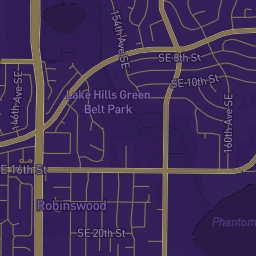 154th Ave SE
SE 8th St
SE 10th St
146th Ave SE
Lake Hills Green
Belt Park
160th Ave SE
E 16th St
Robinswood
Phantom
SE 20th St